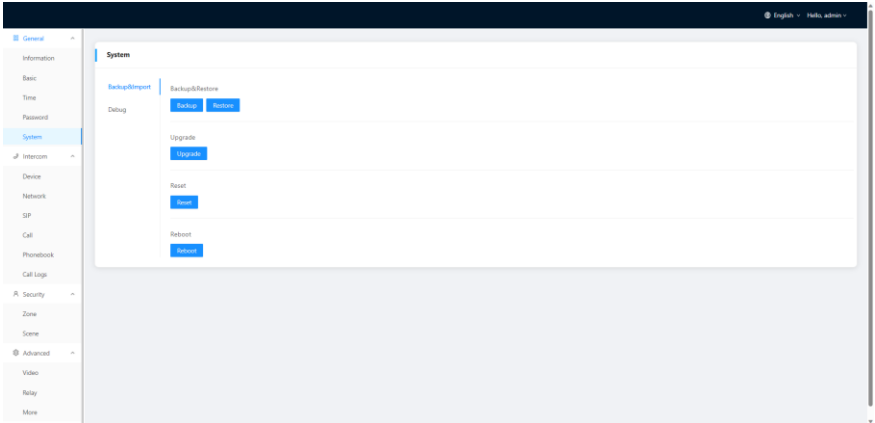 English Hello, admin
General
Information
Basic
Time
Password
System
Intercom
Device
Network
SIP
Call
Phonebook
Call Logs
Security
Zone
Scene
Advanced
Video
Relay
More
System
Backup&Import
Debug
Backup&Restore
Backup Restore
Upgrade
Upgrade
Reset
Reset
Reboot
Reboot